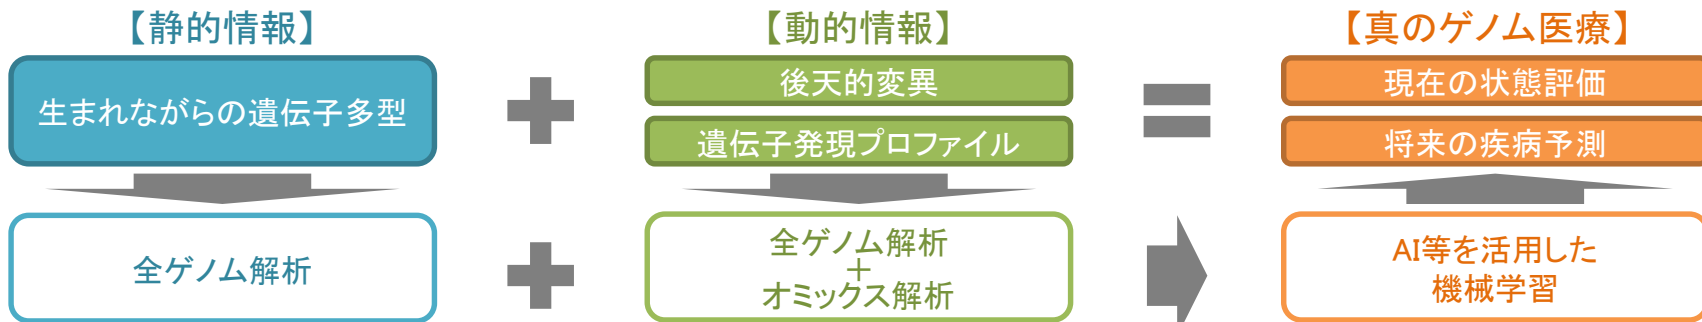 【静的情報】
生まれながらの遺伝子多型
全ゲノム解析
【動的情報】
後天的変異
遺伝子発現プロファイル
全ゲノム解析
＋
オミックス解析
【真のゲノム医療】
現在の状態評価
将来の疾病予測
AI等を活用した
機械学習